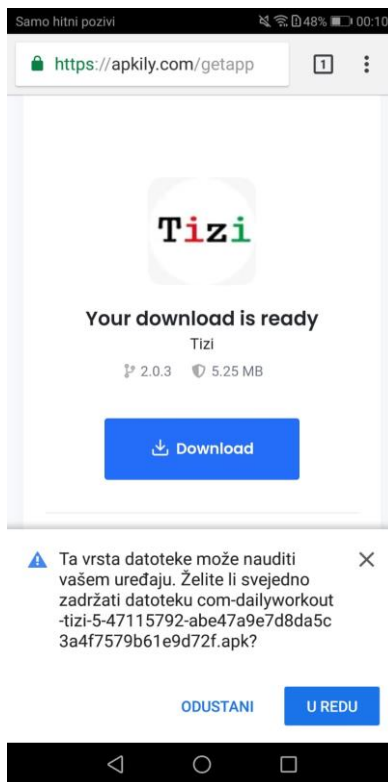 Samo hitni pozivi 48% 00:10
https://apkily.com/getapp 1
Tizi
Your download is ready
Tizi
2.0.3 5.25 MB
Download
Ta vrsta datoteke može nauditi
vašem uređaju. Želite li svejedno
zadržati datoteku com-dailyworkout
-tizi-5-47115792-abe47a9e7d8da5c
3a4f7579b61e9d72f.apk?
ODUSTANI U REDU